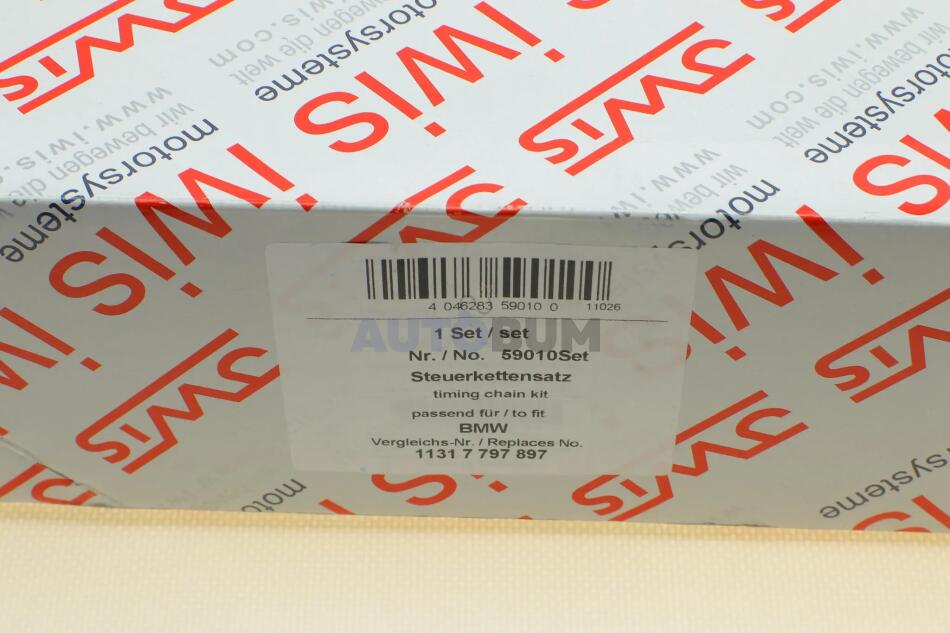 iwis
motorsysteme
wir bewegen die welt
www.iwis.com
4 046283 59010 0 11026
AUTOBUM
1 Set / set
Nr. / No. 59010Set
Steuerkettensatz
timing chain kit
passend für / to fit
BMW
Vergleichs-Nr. / Replaces No.
1131 7 797 897